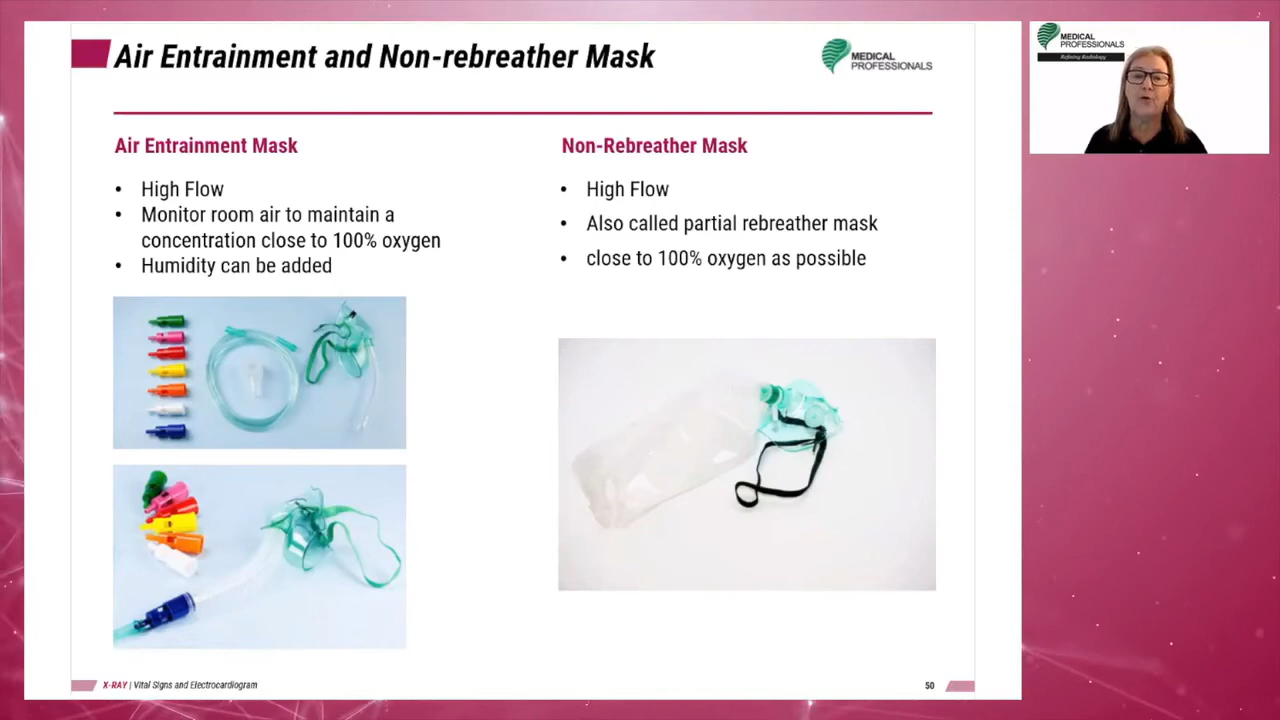 Air Entrainment and Non-rebreather Mask
MEDICAL
PROFESSIONALS
Air Entrainment Mask
• High Flow
• Monitor room air to maintain a
concentration close to 100% oxygen
• Humidity can be added
Non-Rebreather Mask
• High Flow
• Also called partial rebreather mask
• close to 100% oxygen as possible
X-RAY | Vital Signs and Electrocardiogram
50
MEDICAL
PROFESSIONALS
Refining Radiology